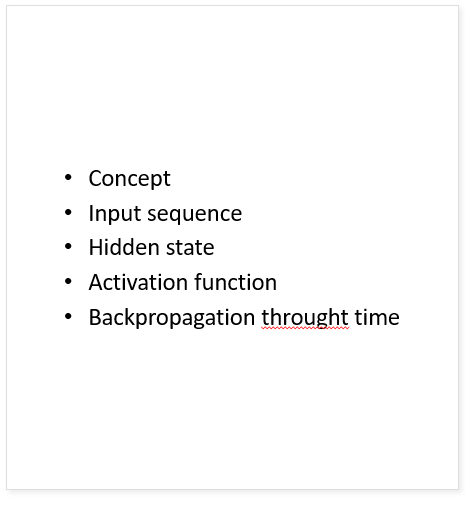 • Concept
• Input sequence
• Hidden state
• Activation function
• Backpropagation throught time